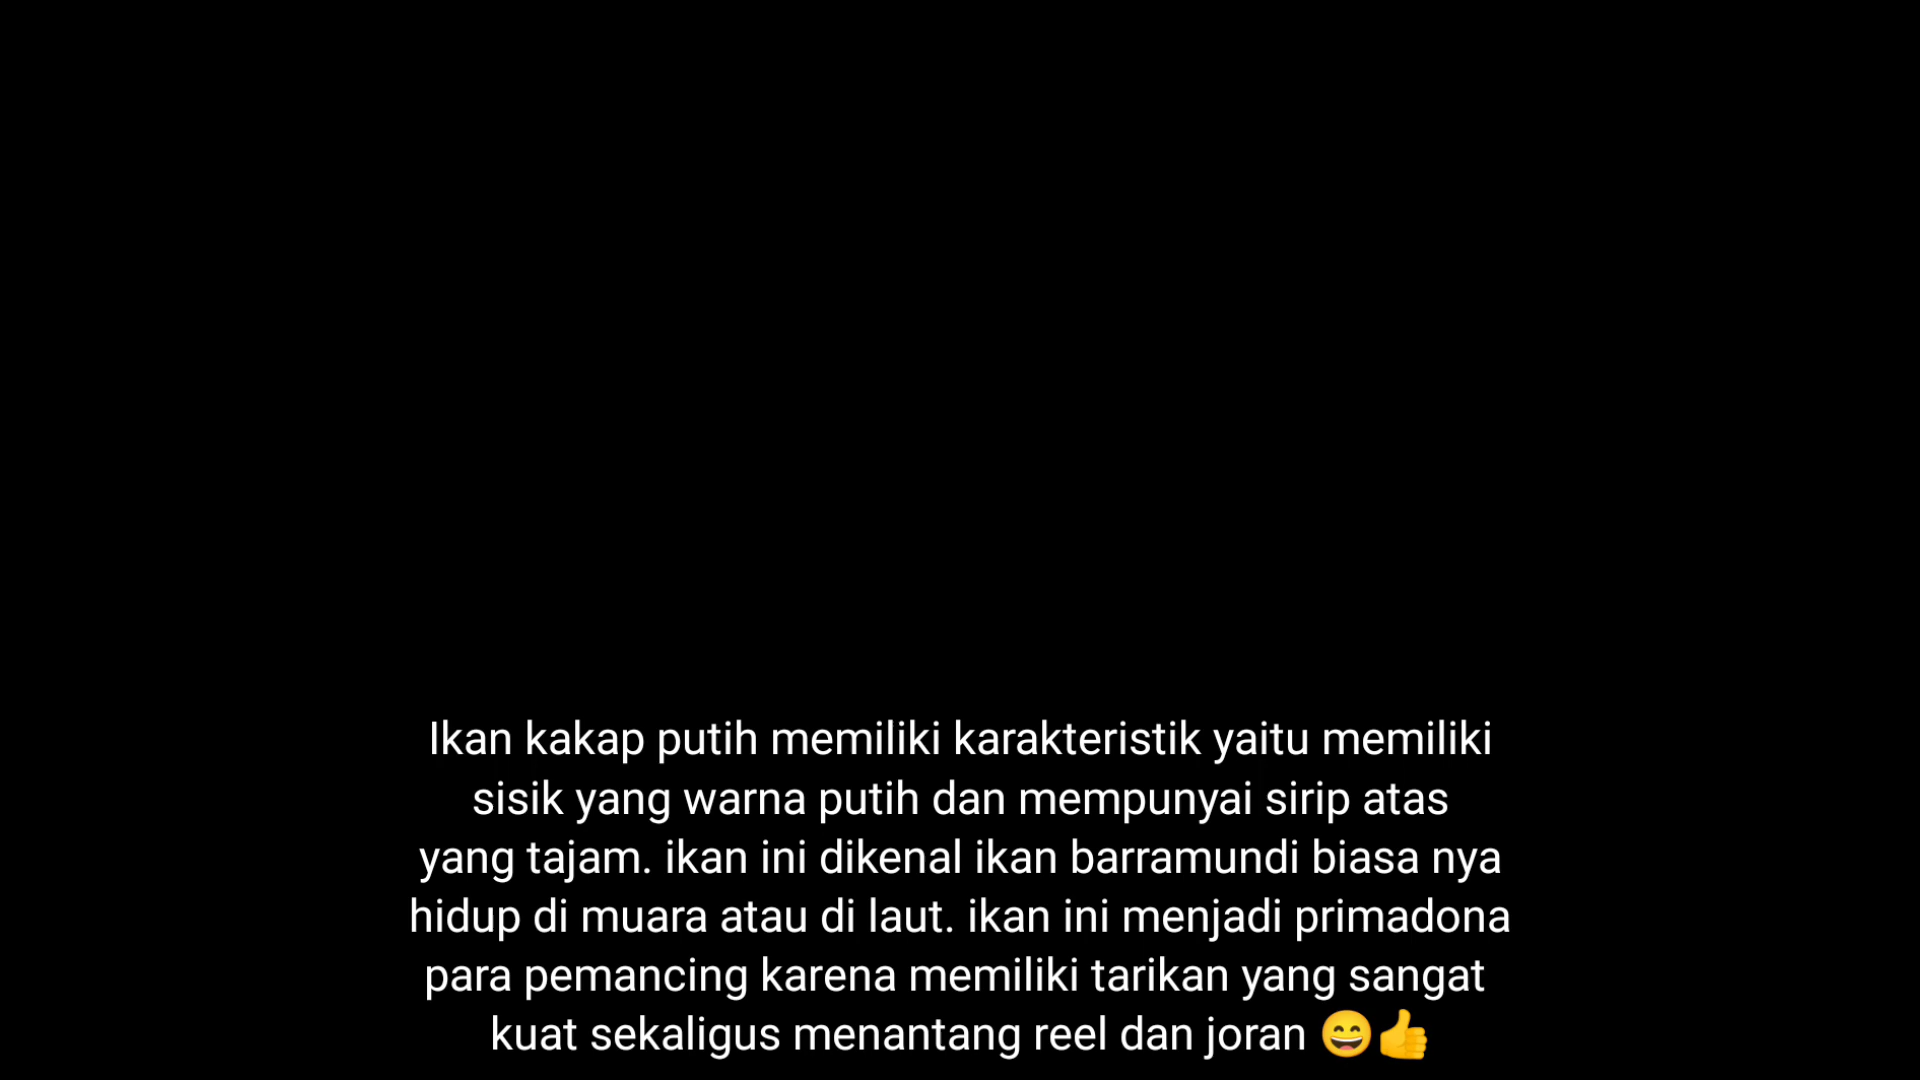 Ikan kakap putih memiliki karakteristik yaitu memiliki
sisik yang warna putih dan mempunyai sirip atas
yang tajam. ikan ini dikenal ikan barramundi biasa nya
hidup di muara atau di laut. ikan ini menjadi primadona
para pemancing karena memiliki tarikan yang sangat
kuat sekaligus menantang reel dan joran 😄👍